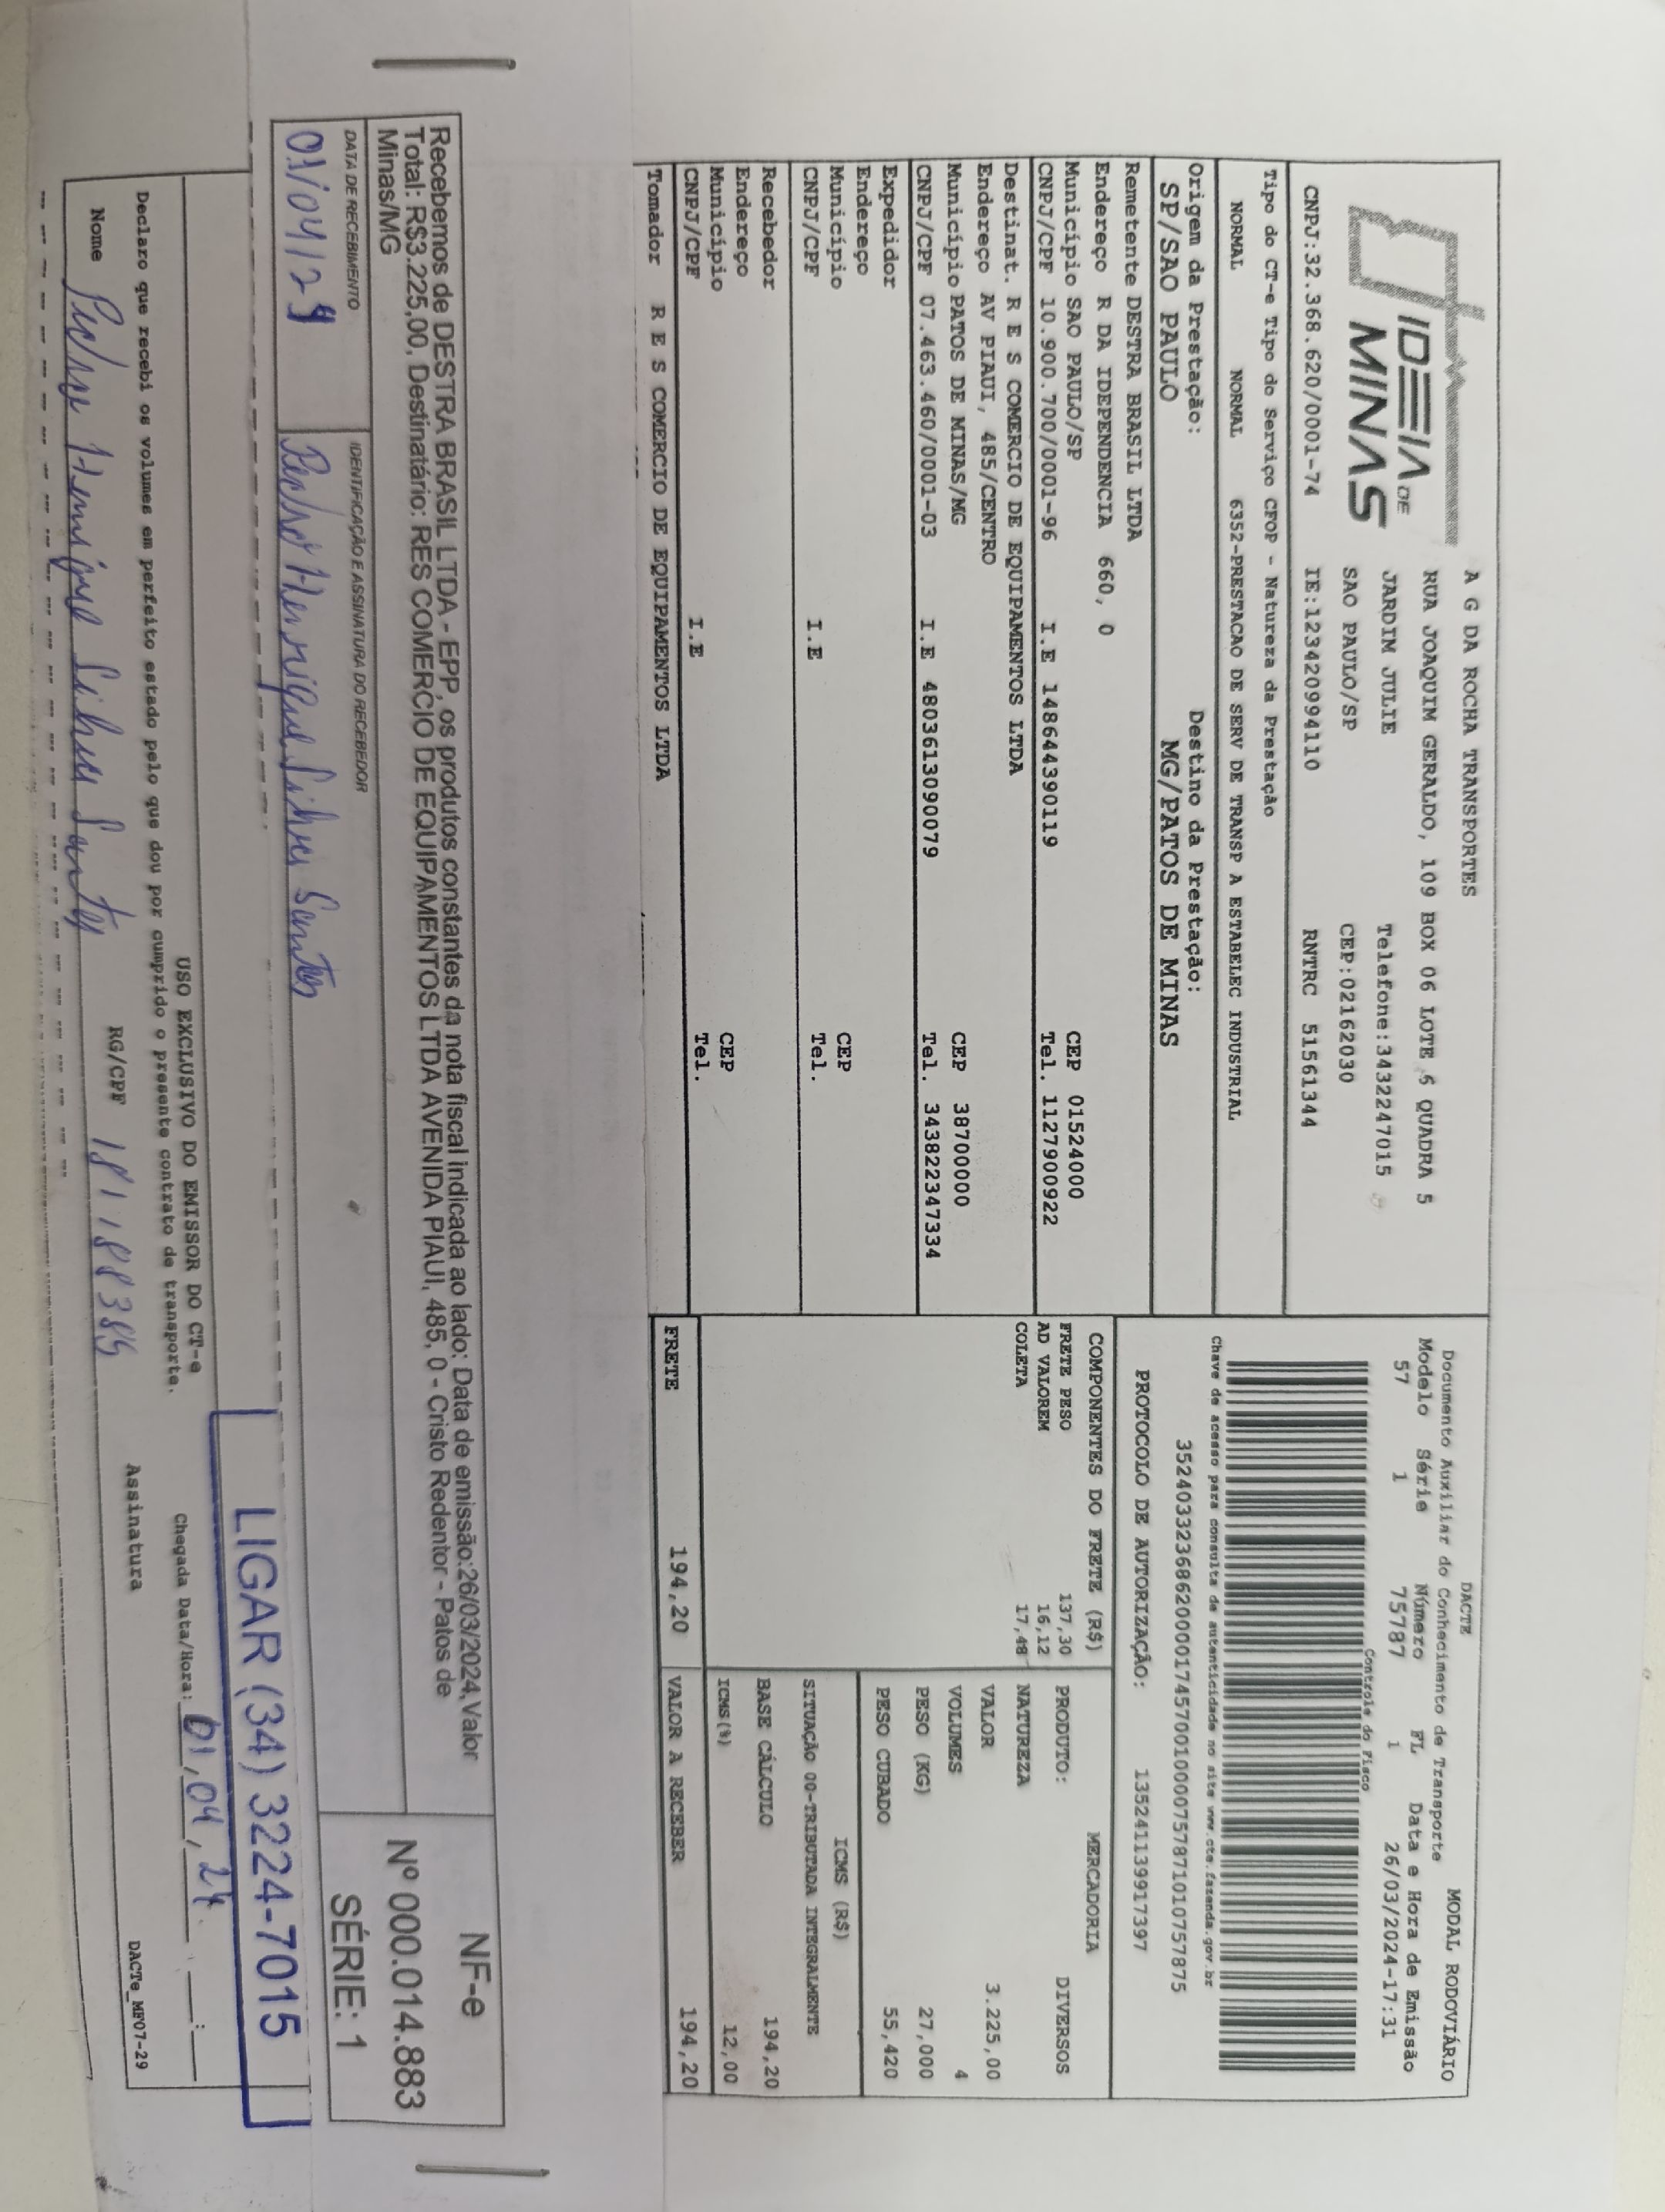 IDEIA DE
MINAS
A G DA ROCHA TRANSPORTES
RUA JOAQUIM GERALDO, 109 BOX 06 LOTE 6 QUADRA 5
JARDIM JULIE Telefone:3432247015
SAO PAULO/SP CEP:02162030
CNPJ:32.368.620/0001-74 IE:123420994110 RNTRC 51561344
Tipo do CT-e Tipo do Serviço CFOP - Natureza da Prestação
NORMAL NORMAL 6352-PRESTACAO DE SERV DE TRANSP A ESTABELEC INDUSTRIAL
Origem da Prestação: Destino da Prestação:
SP/SAO PAULO MG/PATOS DE MINAS
Remetente DESTRA BRASIL LTDA
Endereço R DA IDEPENDENCIA 660, 0
Município SAO PAULO/SP CEP 01524000
CNPJ/CPF 10.900.700/0001-96 I.E 148644390119 Tel. 112790​0922
Destinat. R E S COMERCIO DE EQUIPAMENTOS LTDA
Endereço AV PIAUI, 485/CENTRO
Município PATOS DE MINAS/MG CEP 38700000
CNPJ/CPF 07.463.460/0001-03 I.E 4803613090079 Tel. 343822347334
Expedidor
Endereço
Município CEP
CNPJ/CPF I.E Tel.
Recebedor
Endereço
Município CEP
CNPJ/CPF I.E Tel.
Tomador R E S COMERCIO DE EQUIPAMENTOS LTDA
DACTE MODAL RODOVIÁRIO
Documento Auxiliar do Conhecimento de Transporte
Modelo Série Número FL Data e Hora de Emissão
57 1 75787 1 26/03/2024-17:31
Controle do Fisco
Chave de acesso para consulta de autenticidade no site www.cte.fazenda.gov.br
35240332368620000174570010000757871010757875
PROTOCOLO DE AUTORIZAÇÃO: 135241139917397
COMPONENTES DO FRETE (R$)
FRETE PESO 137,30
AD VALOREM 16,12
COLETA 17,48
MERCADORIA
PRODUTO: DIVERSOS
NATUREZA
VALOR 3.225,00
VOLUMES 4
PESO (KG) 27,000
PESO CUBADO 55,420
ICMS (R$)
SITUAÇÃO 00-TRIBUTADA INTEGRALMENTE
BASE CÁLCULO 194,20
ICMS(%) 12,00
FRETE 194,20 VALOR A RECEBER 194,20
Recebemos de DESTRA BRASIL LTDA - EPP, os produtos constantes da nota fiscal indicada ao lado: Data de emissão:26/03/2024,Valor
Total: R$3.225,00, Destinatário: RES COMERCIO DE EQUIPAMENTOS LTDA AVENIDA PIAUI, 485, 0 - Cristo Redentor - Patos de
Minas/MG
DATA DE RECEBIMENTO IDENTIFICAÇÃO E ASSINATURA DO RECEBEDOR
01/04/24 Pedro Henrique Silva Santos
NF-e
Nº 000.014.883
SÉRIE: 1
LIGAR (34) 3224-7015
USO EXCLUSIVO DO EMISSOR DO CT-e
Declaro que recebi os volumes em perfeito estado pelo que dou por cumprido o presente contrato de transporte.
Chegada Data/Hora: 01,04,24 :
Nome Pedro Henrique Silva Santos RG/CPF Assinatura
DACTe_MF07-29